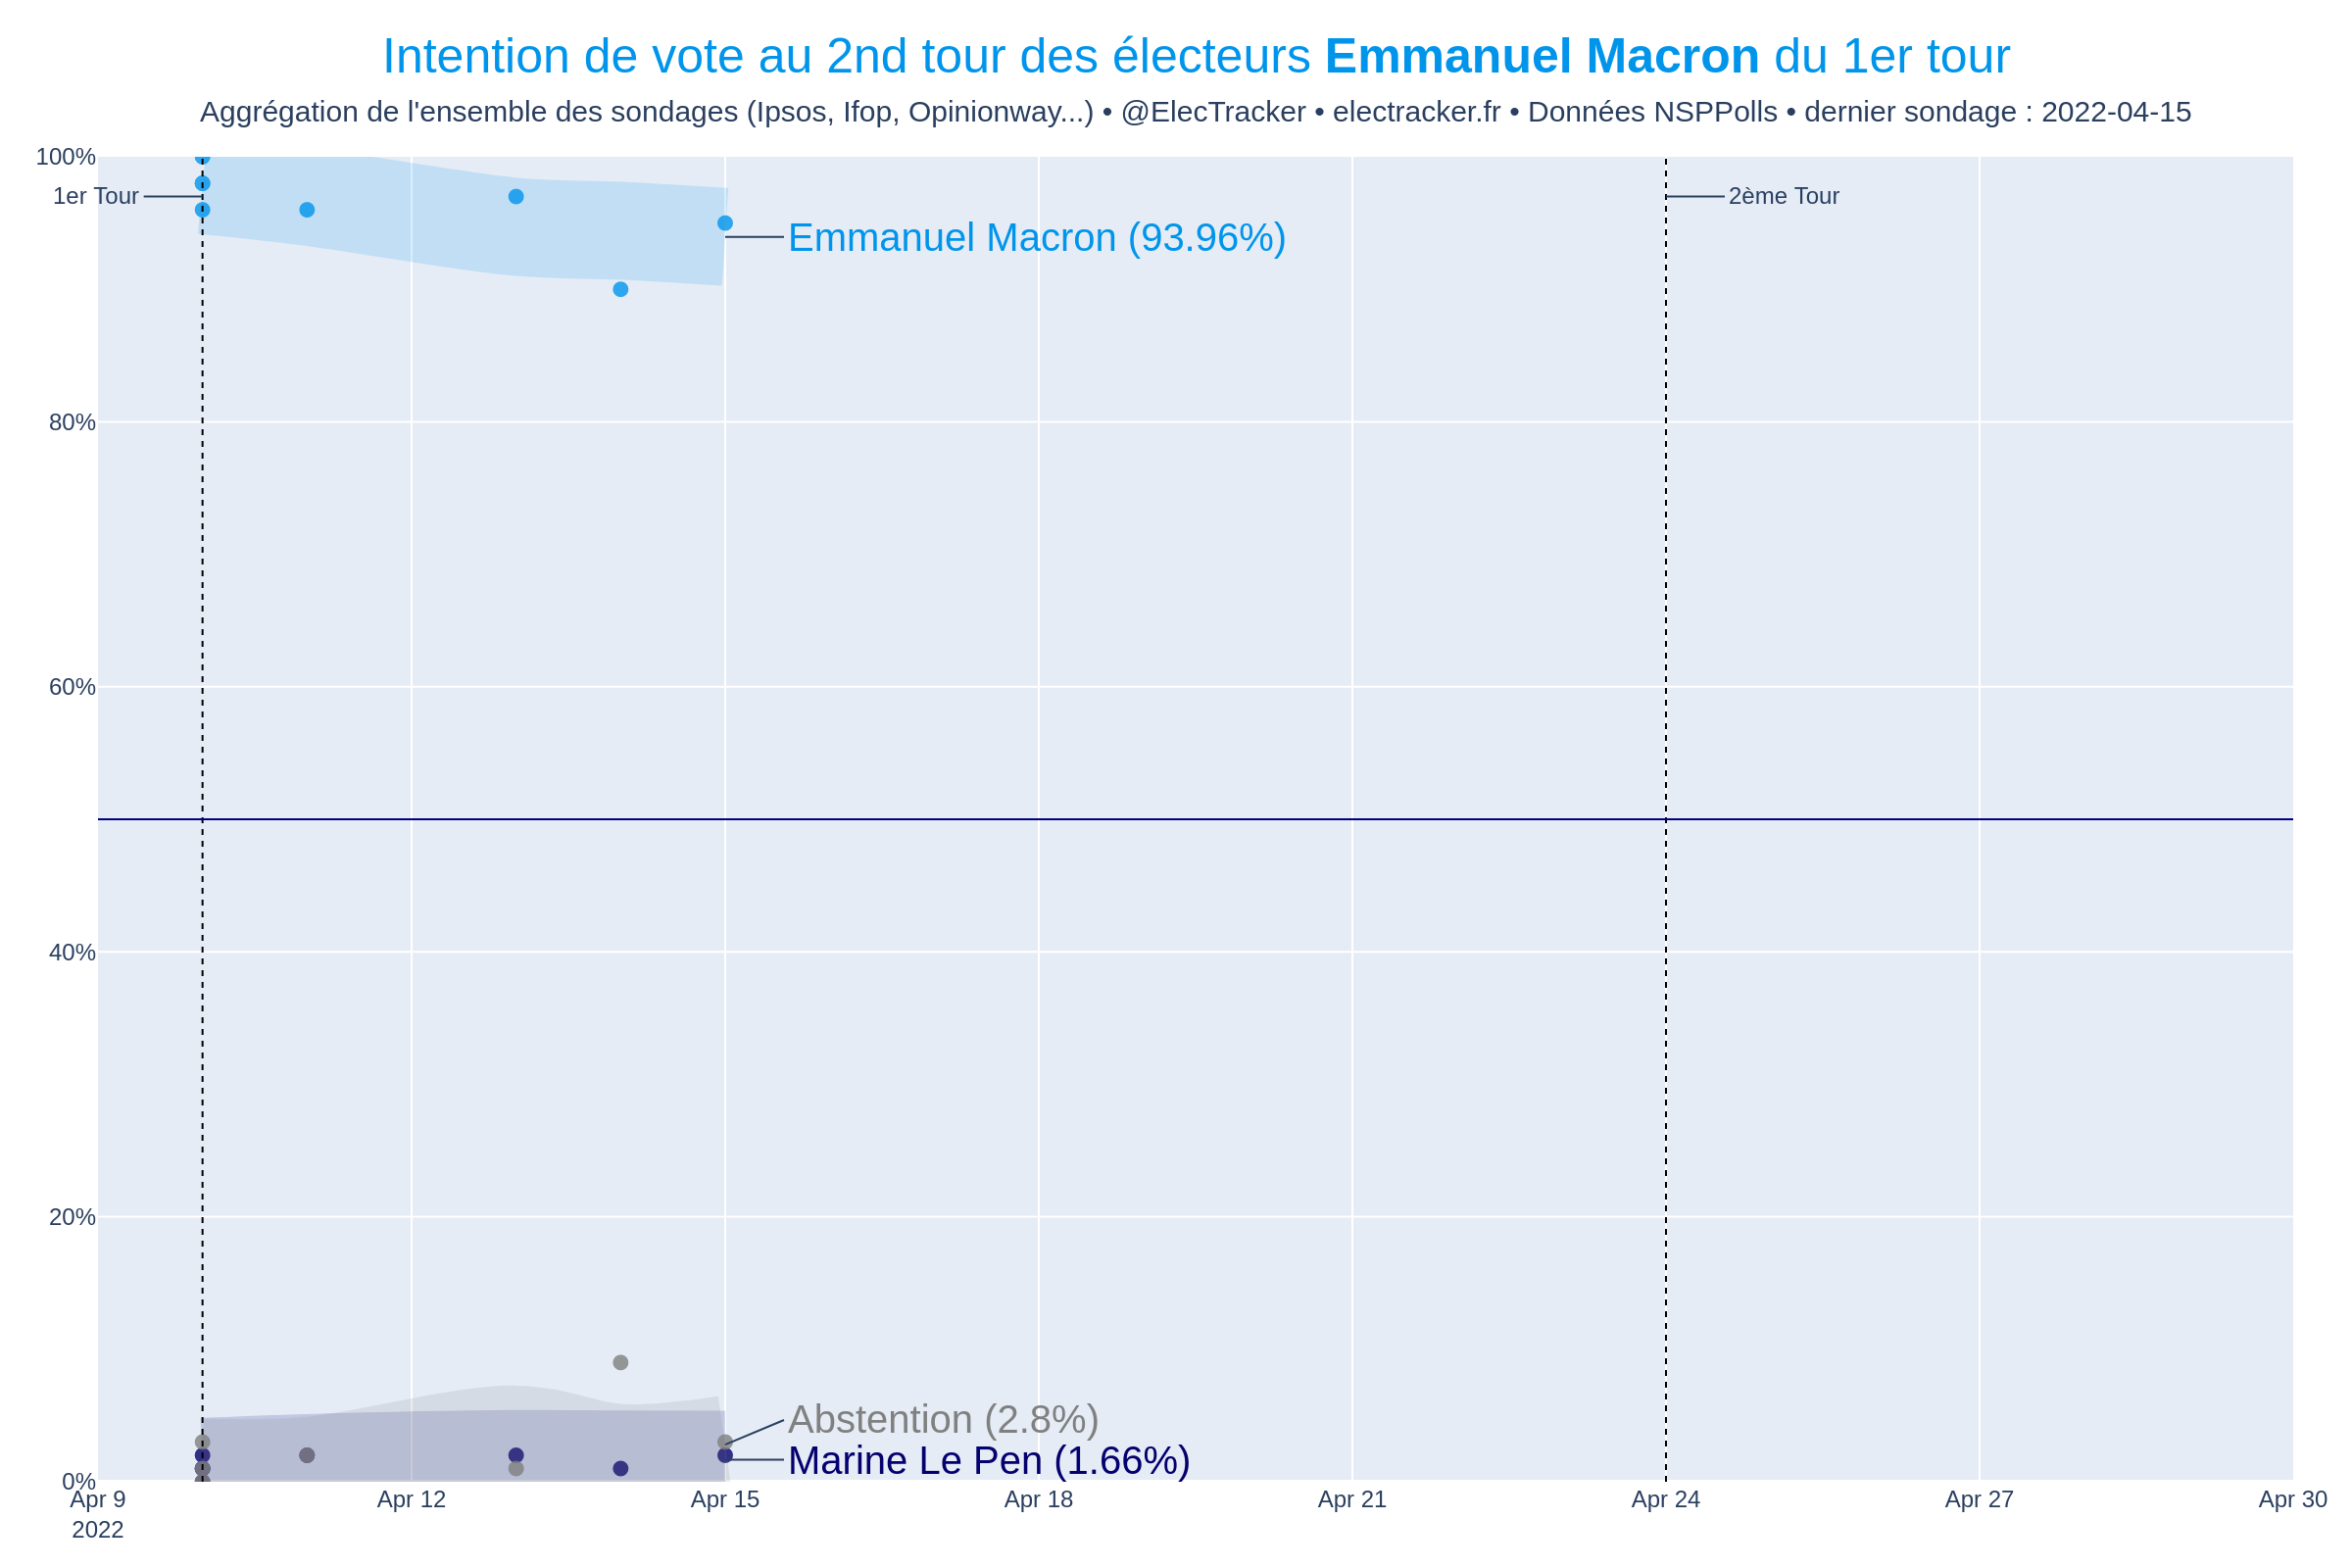 Intention de vote au 2nd tour des électeurs Emmanuel Macron du 1er tour
Aggrégation de l'ensemble des sondages (Ipsos, Ifop, Opinionway...) • @ElecTracker • electracker.fr • Données NSPPolls • dernier sondage : 2022-04-15
100%
1er Tour
2ème Tour
Emmanuel Macron (93.96%)
80%
60%
40%
20%
Abstention (2.8%)
Marine Le Pen (1.66%)
0%
Apr 9 Apr 12 Apr 15 Apr 18 Apr 21 Apr 24 Apr 27 Apr 30
2022